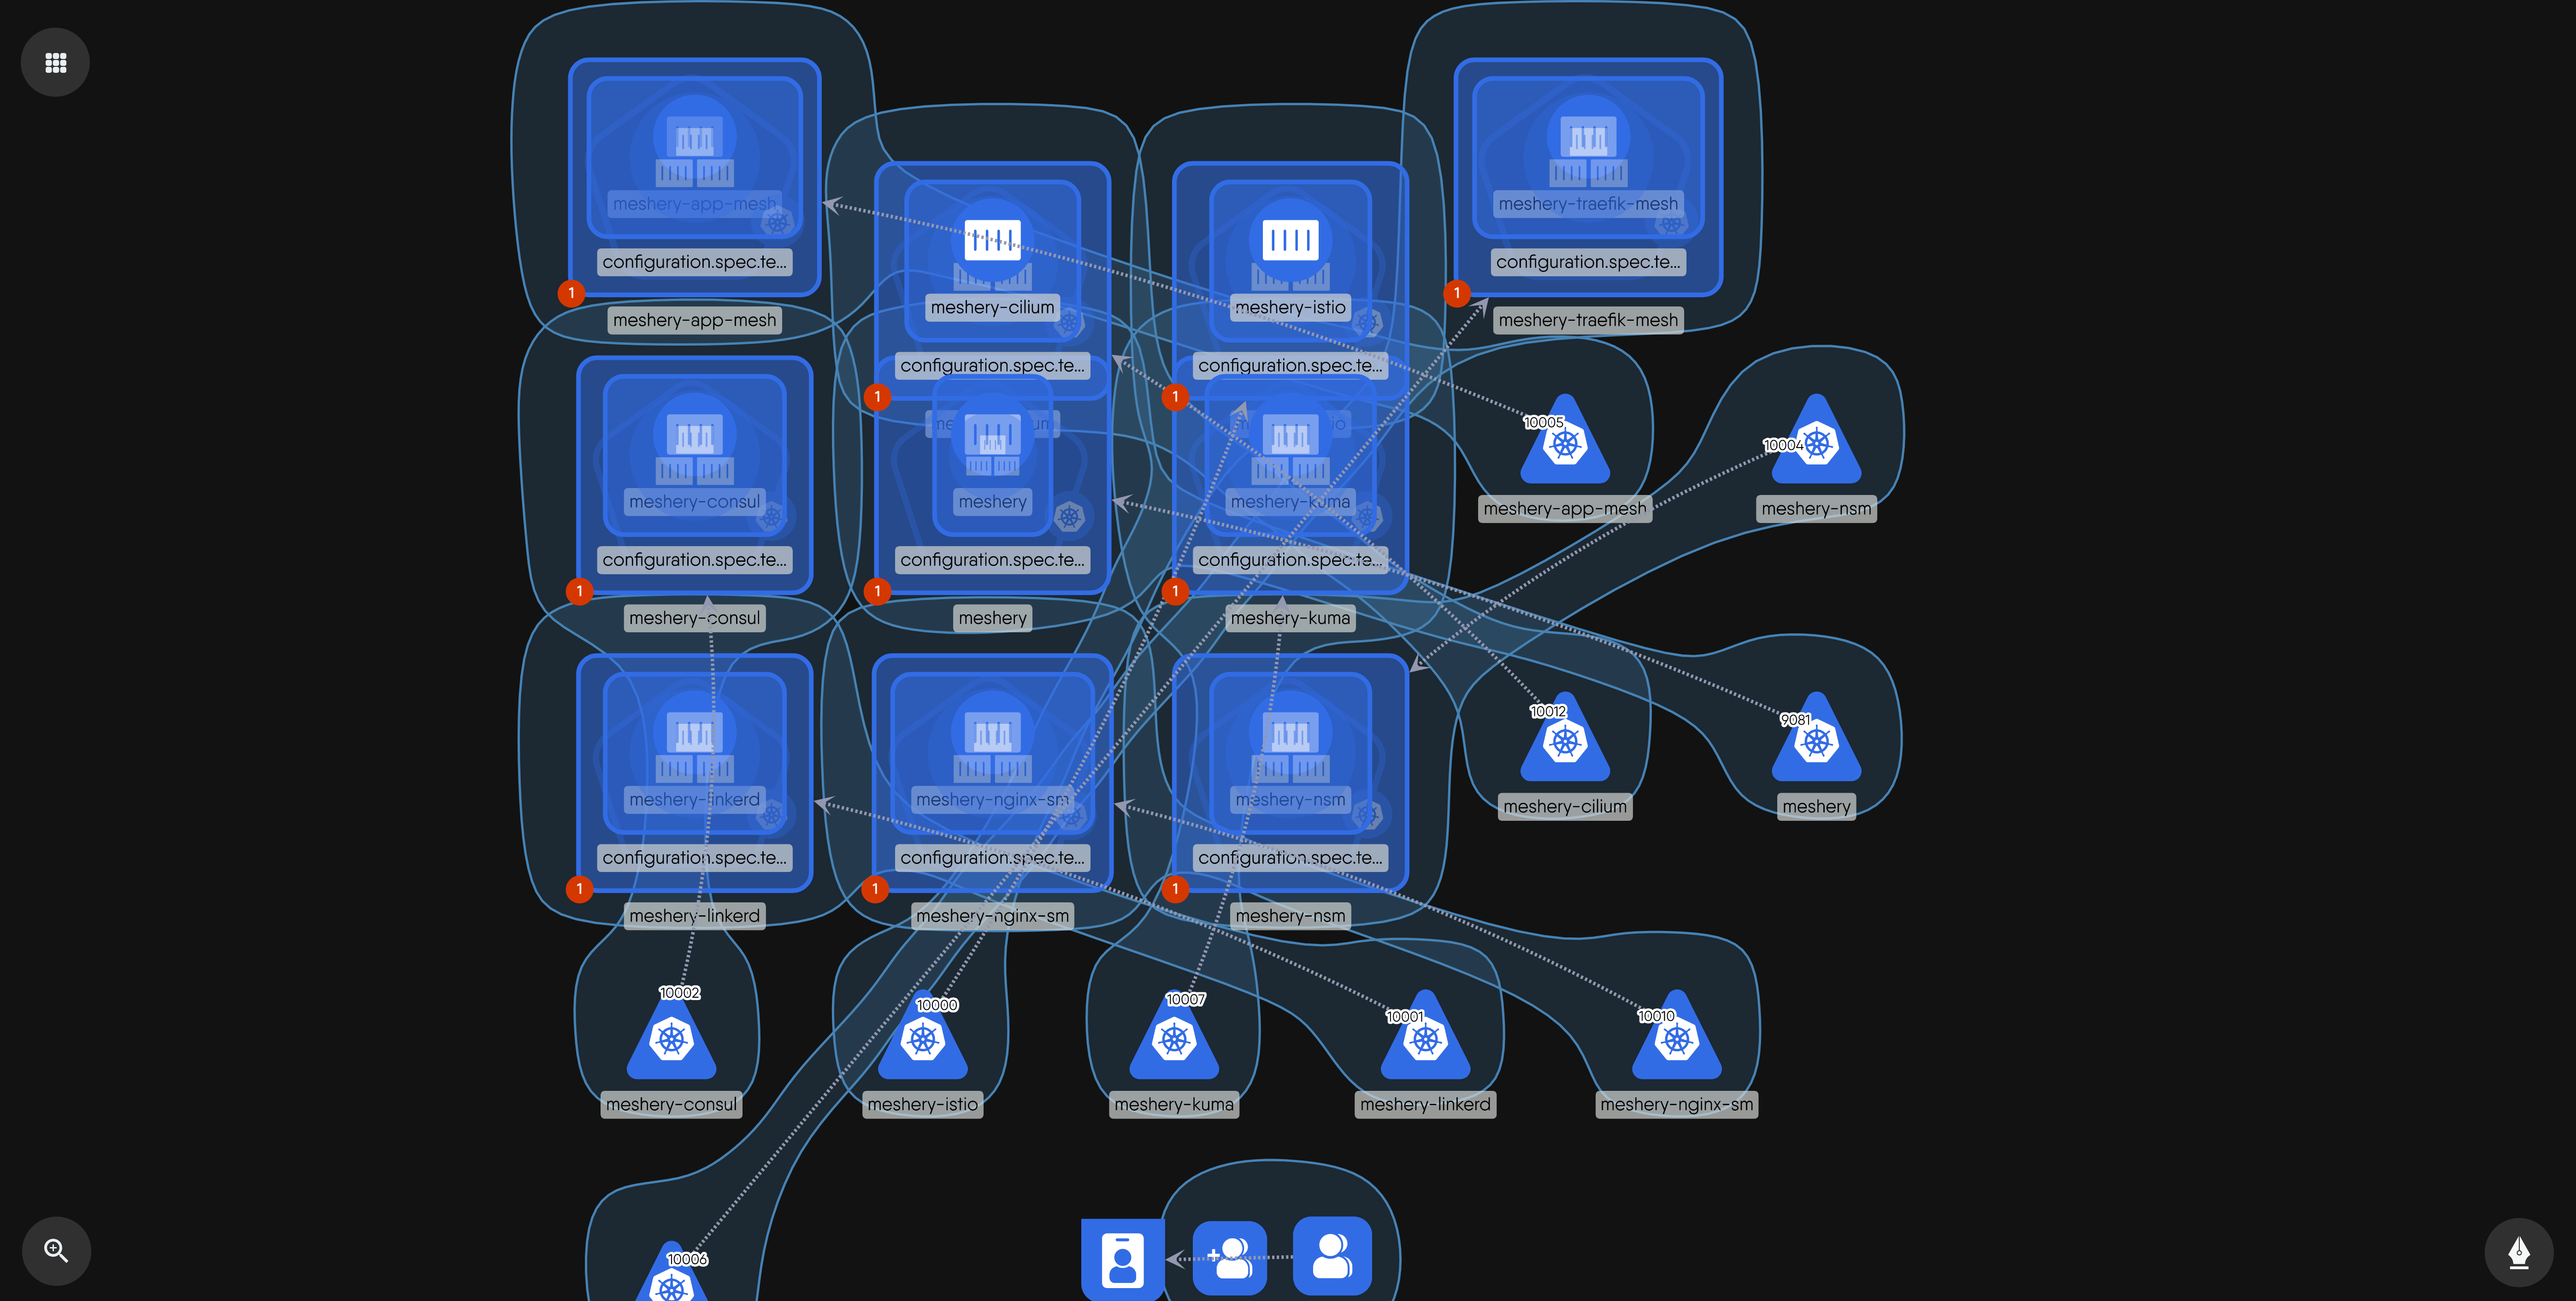 meshery-app-mesh
configuration.spec.te...
1
meshery-app-mesh
meshery-cilium
configuration.spec.te...
1
meshery-istio
configuration.spec.te...
1
meshery-traefik-mesh
configuration.spec.te...
1
meshery-traefik-mesh
meshery-consul
configuration.spec.te...
1
meshery-consul
meshery
configuration.spec.te...
1
meshery
meshery-kuma
configuration.spec.te...
1
meshery-kuma
10005
meshery-app-mesh
10004
meshery-nsm
meshery-linkerd
configuration.spec.te...
1
meshery-linkerd
meshery-nginx-sm
configuration.spec.te...
1
meshery-nginx-sm
meshery-nsm
configuration.spec.te...
1
meshery-nsm
10012
meshery-cilium
9081
meshery
10002
meshery-consul
10000
meshery-istio
10007
meshery-kuma
10001
meshery-linkerd
10010
meshery-nginx-sm
10006